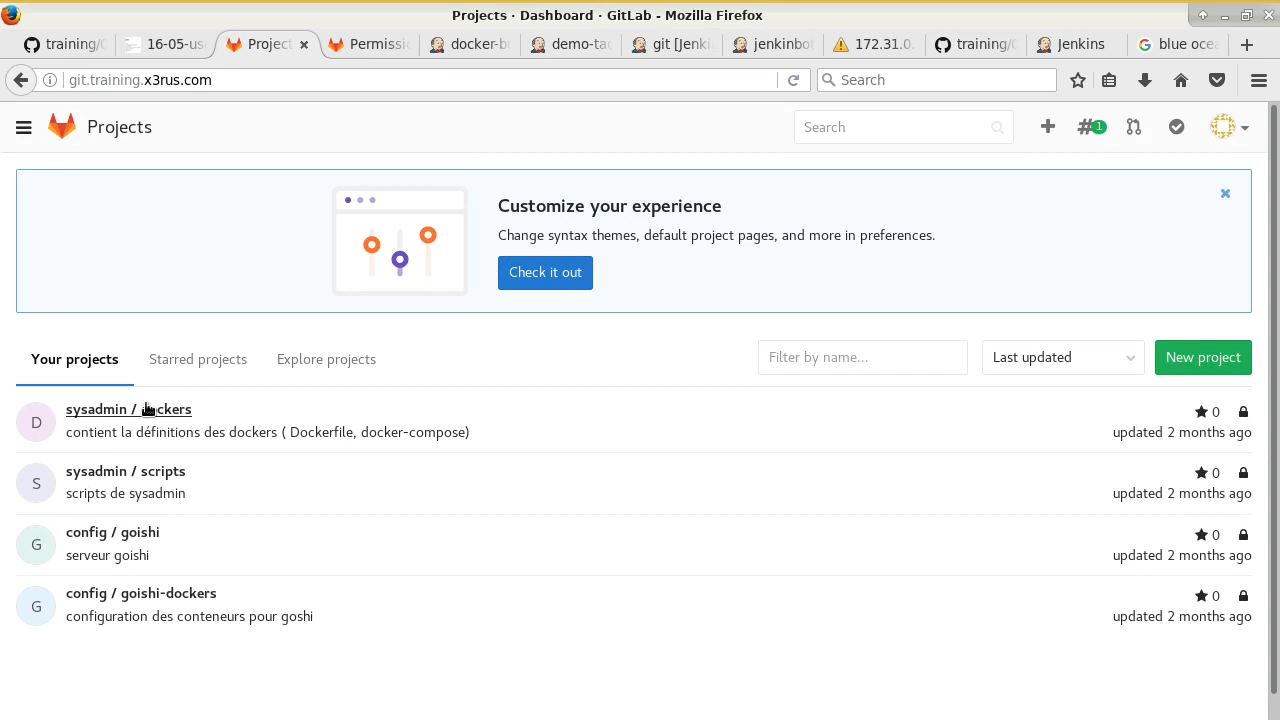 Projects · Dashboard · GitLab - Mozilla Firefox
training/ 16-05-us Project Permissi docker-b demo-ta git [Jenki jenkinbo 172.31.0. training/ Jenkins blue ocea
git.training.x3rus.com Search
Projects Search 1
Customize your experience
Change syntax themes, default project pages, and more in preferences.
Check it out
Your projects Starred projects Explore projects Filter by name... Last updated New project
D sysadmin / dockers 0
contient la définitions des dockers ( Dockerfile, docker-compose) updated 2 months ago
S sysadmin / scripts 0
scripts de sysadmin updated 2 months ago
G config / goishi 0
serveur goishi updated 2 months ago
G config / goishi-dockers 0
configuration des conteneurs pour goshi updated 2 months ago